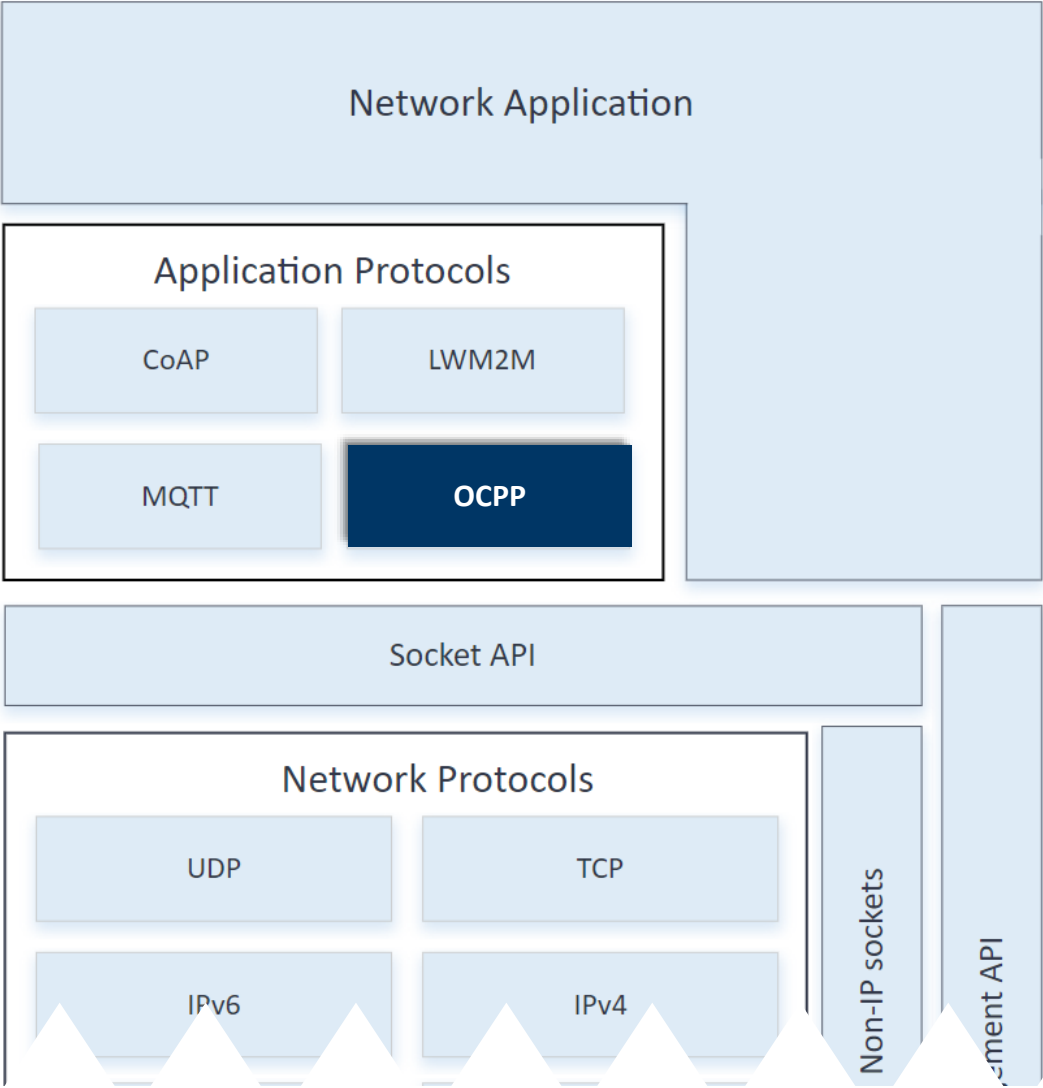 Network Application
Application Protocols
CoAP
LWM2M
MQTT
OCPP
Socket API
Network Protocols
UDP
TCP
IPv6
IPv4
Non-IP sockets
API